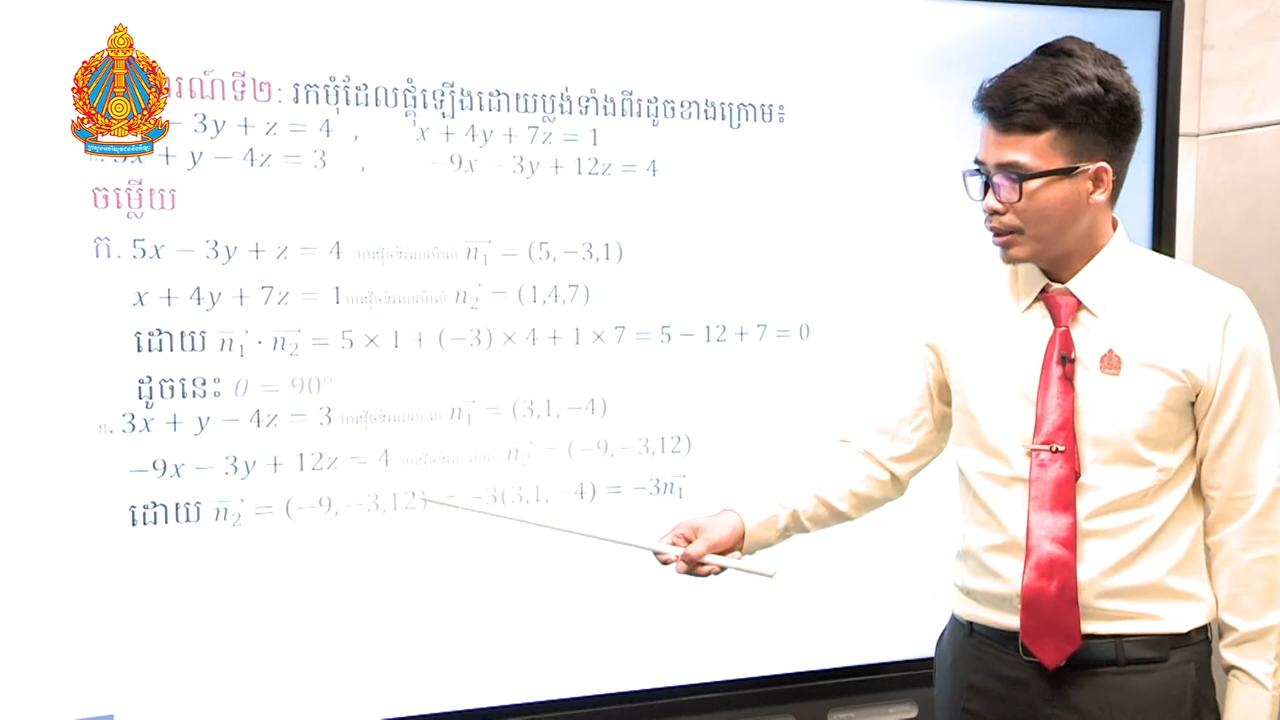 រណ៍ទី២: រកមុំដែលផ្គុំឡើងដោយប្លង់ទាំងពីរដូចខាងក្រោម៖
− 3y + z = 4 , x + 4y + 7z = 1
3x + y − 4z = 3 , −9x − 3y + 12z = 4
ចម្លើយ
ក. 5x − 3y + z = 4 n₁ = (5, −3,1)
x + 4y + 7z = 1 n₂ = (1,4,7)
ដោយ n₁ · n₂ = 5 × 1 + (−3) × 4 + 1 × 7 = 5 − 12 + 7 = 0
ដូចនេះ θ = 90°
3x + y − 4z = 3 n₁ = (3,1, −4)
−9x − 3y + 12z = 4 n₂ = (−9, −3,12)
ដោយ n₂ = (−9, −3,12) = −3(3,1, −4) = −3n₁